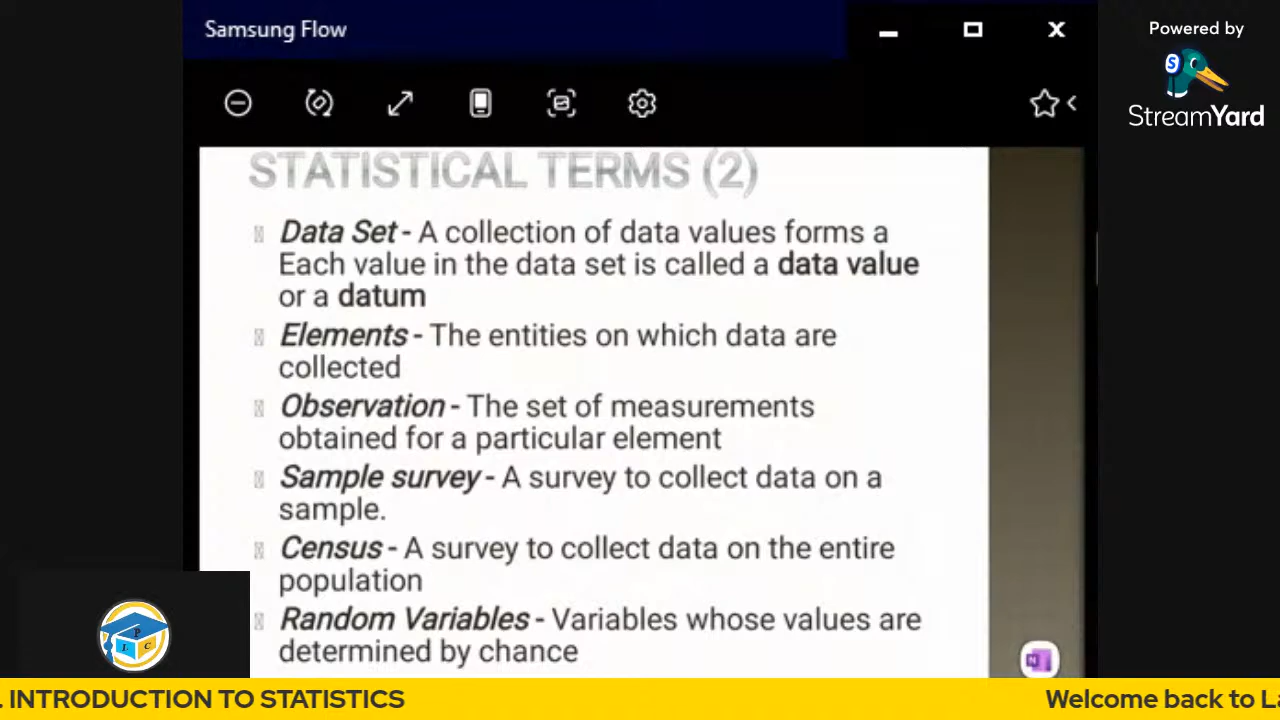 Samsung Flow
Powered by
StreamYard
STATISTICAL TERMS (2)
Data Set - A collection of data values forms a
Each value in the data set is called a data value
or a datum
Elements - The entities on which data are
collected
Observation - The set of measurements
obtained for a particular element
Sample survey - A survey to collect data on a
sample.
Census - A survey to collect data on the entire
population
Random Variables - Variables whose values are
determined by chance
P
L C
N
. INTRODUCTION TO STATISTICS
Welcome back to La